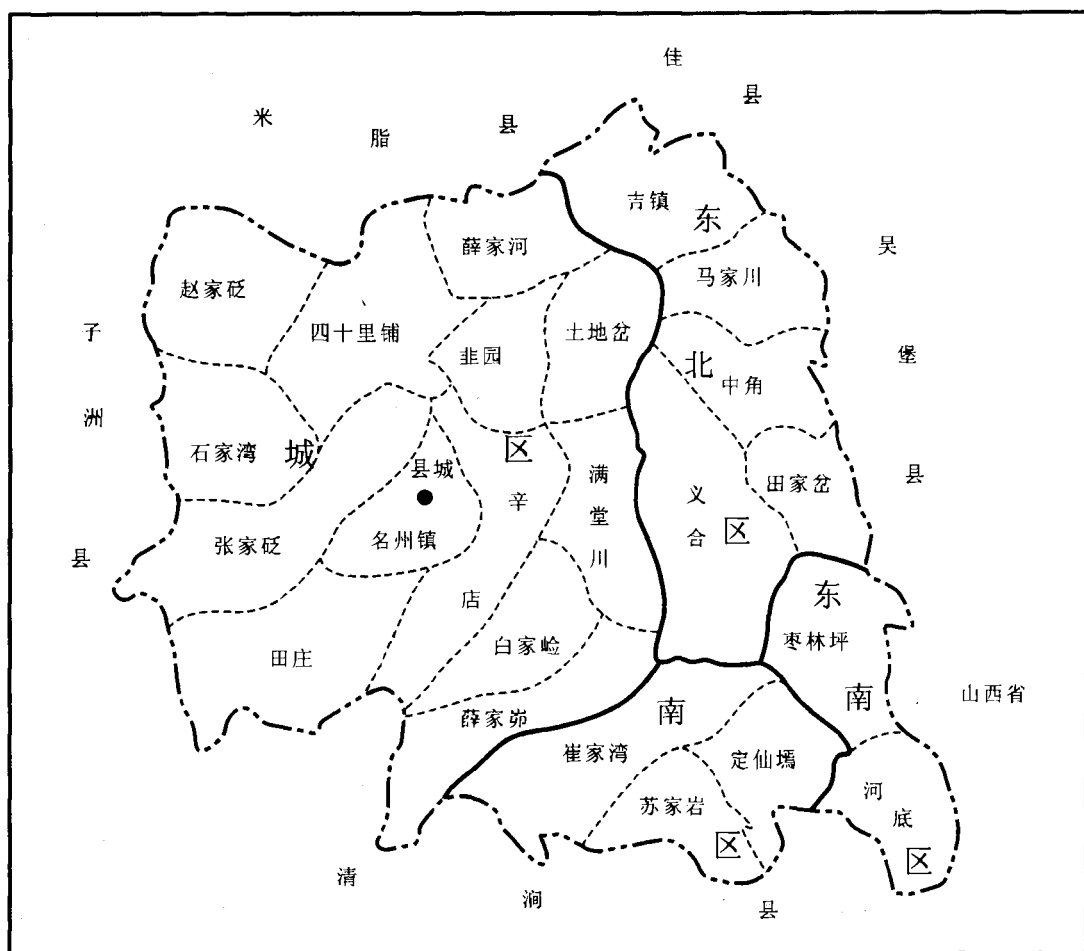 佳县
米脂县
吴堡县
子洲县
清涧县
山西省
城区
东北区
东南区
南区
吉镇
薛家河
马家川
赵家砭
四十里铺
韭园
土地岔
中角
石家湾
县城
名州镇
辛店
满堂川
义合
田家岔
张家砭
田庄
白家崄
枣林坪
薛家峁
崔家湾
定仙墕
苏家岩
河底